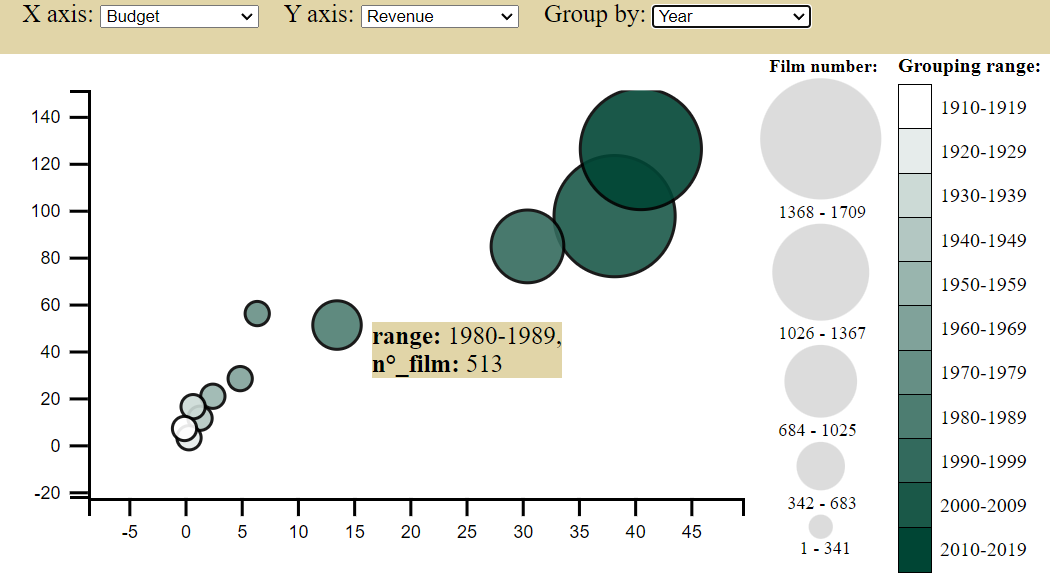 X axis: Budget Y axis: Revenue Group by: Year
Film number: Grouping range:
140
120
100
80
60
40
20
0
-20
-5 0 5 10 15 20 25 30 35 40 45
range: 1980-1989,
n°_film: 513
1368 - 1709
1026 - 1367
684 - 1025
342 - 683
1 - 341
1910-1919
1920-1929
1930-1939
1940-1949
1950-1959
1960-1969
1970-1979
1980-1989
1990-1999
2000-2009
2010-2019